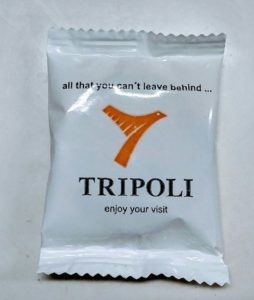 all that you can't leave behind ...
TRIPOLI
enjoy your visit